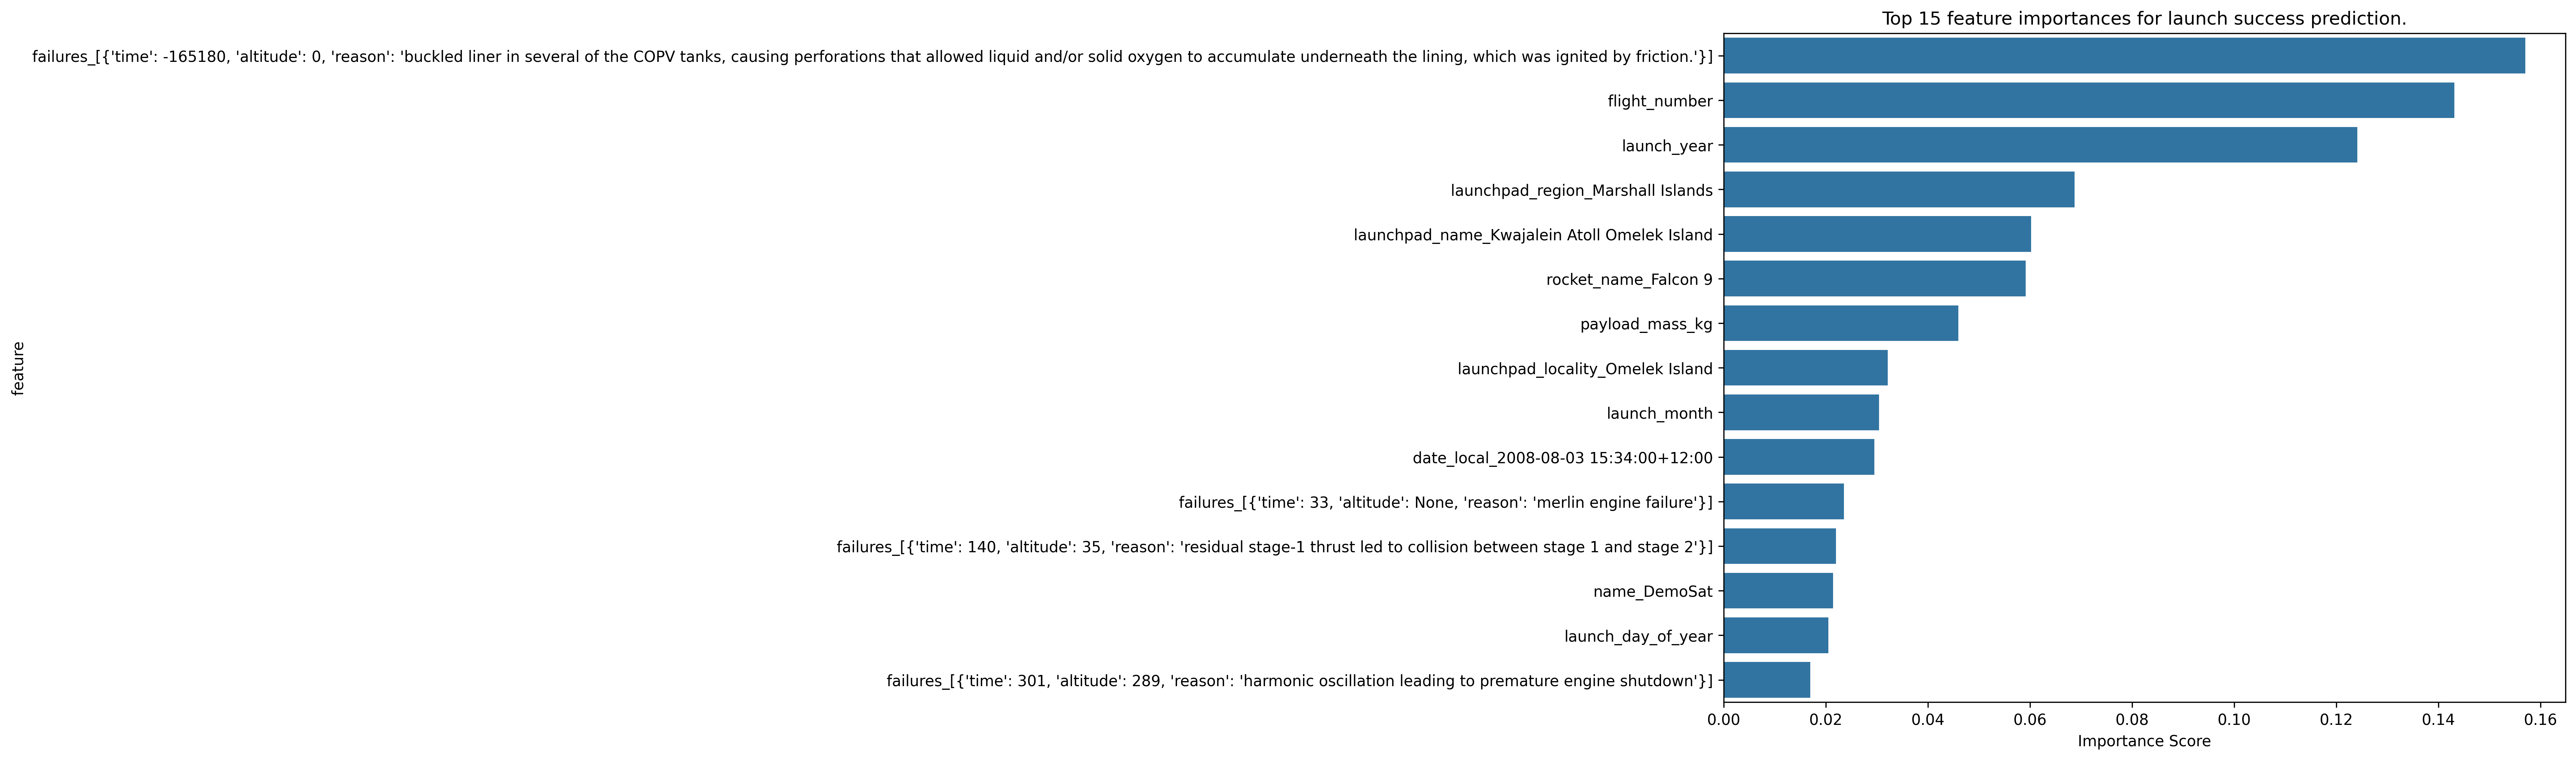 Top 15 feature importances for launch success prediction.
failures_[{'time': -165180, 'altitude': 0, 'reason': 'buckled liner in several of the COPV tanks, causing perforations that allowed liquid and/or solid oxygen to accumulate underneath the lining, which was ignited by friction.'}]
flight_number
launch_year
launchpad_region_Marshall Islands
launchpad_name_Kwajalein Atoll Omelek Island
rocket_name_Falcon 9
payload_mass_kg
launchpad_locality_Omelek Island
launch_month
date_local_2008-08-03 15:34:00+12:00
failures_[{'time': 33, 'altitude': None, 'reason': 'merlin engine failure'}]
failures_[{'time': 140, 'altitude': 35, 'reason': 'residual stage-1 thrust led to collision between stage 1 and stage 2'}]
name_DemoSat
launch_day_of_year
failures_[{'time': 301, 'altitude': 289, 'reason': 'harmonic oscillation leading to premature engine shutdown'}]
feature
0.00 0.02 0.04 0.06 0.08 0.10 0.12 0.14 0.16
Importance Score